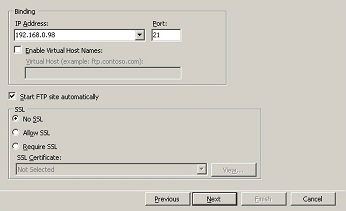 Binding
IP Address: Port:
192.168.0.98 21
Enable Virtual Host Names:
Virtual Host (example: ftp.contoso.com):
Start FTP site automatically
SSL
No SSL
Allow SSL
Require SSL
SSL Certificate:
Not Selected View...
Previous Next Finish Cancel